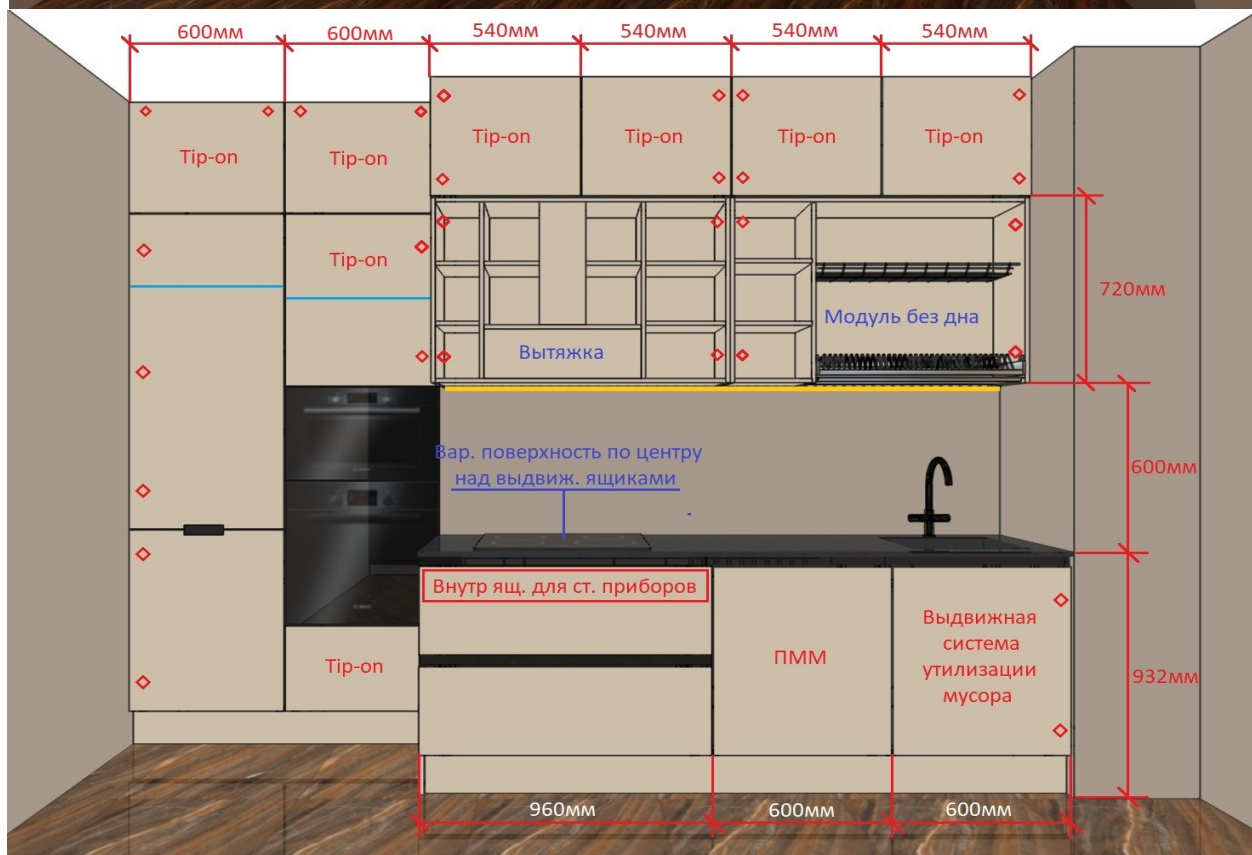 600мм
600мм
540мм
540мм
540мм
540мм
Tip-on
Tip-on
Tip-on
Tip-on
Tip-on
Tip-on
Tip-on
720мм
Модуль без дна
Вытяжка
Вар. поверхность по центру
над выдвиж. ящиками
600мм
Внутр ящ. для ст. приборов
ПММ
Выдвижная
система
утилизации
мусора
Tip-on
932мм
960мм
600мм
600мм